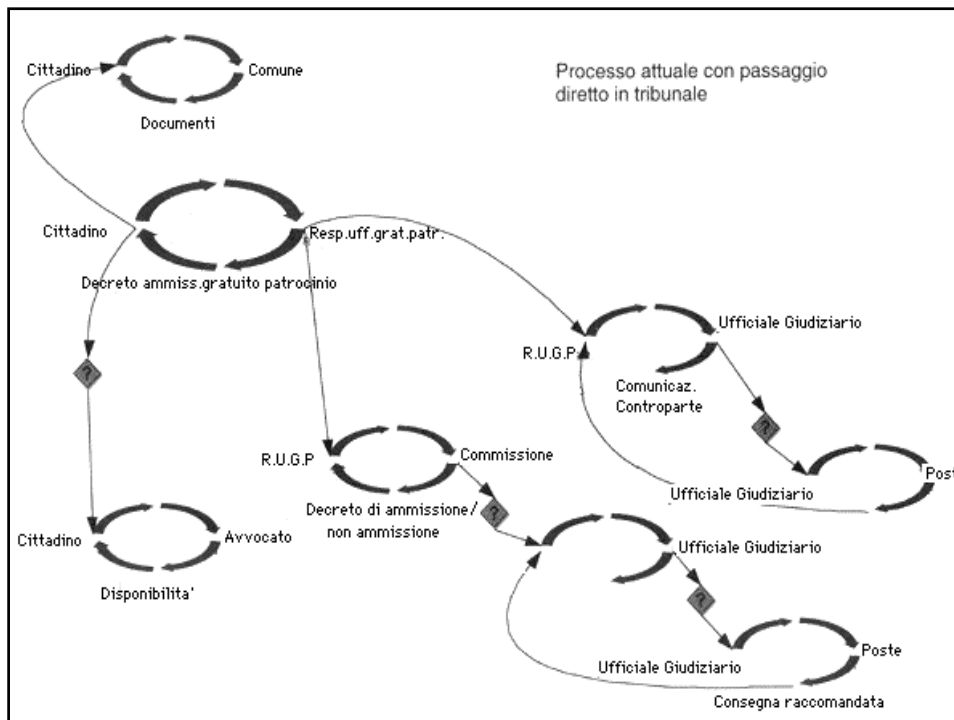 Processo attuale con passaggio
diretto in tribunale
Cittadino
Comune
Documenti
Cittadino
Resp.uff.grat.patr.
Decreto ammiss.gratuito patrocinio
?
Cittadino
Avvocato
Disponibilita'
R.U.G.P
Commissione
Decreto di ammissione/
non ammissione
?
R.U.G.P
Ufficiale Giudiziario
Comunicaz.
Controparte
?
Ufficiale Giudiziario
Post
Ufficiale Giudiziario
?
Ufficiale Giudiziario
Poste
Consegna raccomandata